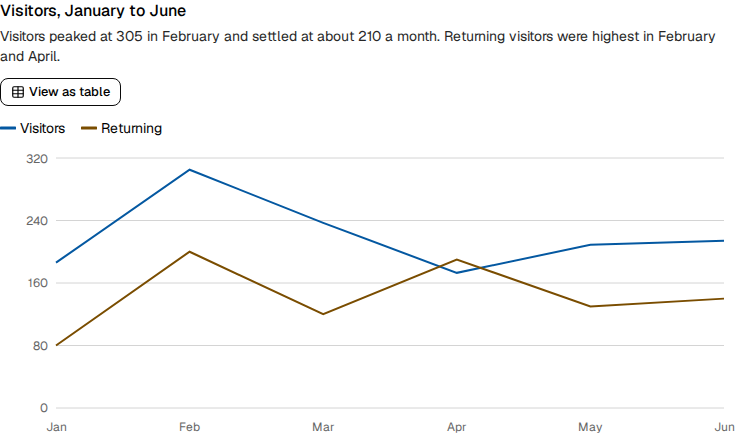 Visitors, January to June
Visitors peaked at 305 in February and settled at about 210 a month. Returning visitors were highest in February
and April.
View as table
Visitors Returning
320
240
160
80
0
Jan Feb Mar Apr May Jun